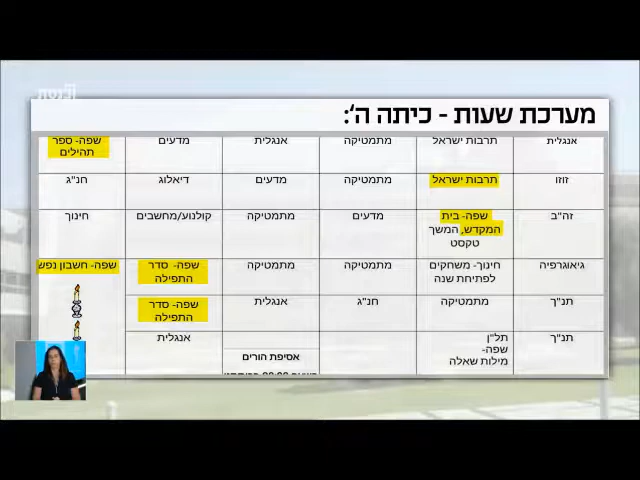 כנסת
מערכת שעות - כיתה ה':
אנגלית
תרבות ישראל
מתמטיקה
אנגלית
מדעים
שפה- ספר
תהילים
זוזו
תרבות ישראל
מתמטיקה
מדעים
דיאלוג
חנ"ג
זה"ב
שפה- בית
המקדש, המשך
טקסט
מדעים
מתמטיקה
קולנוע/מחשבים
חינוך
גיאוגרפיה
חינוך- משחקים
לפתיחת שנה
מתמטיקה
מתמטיקה
שפה- סדר
התפילה
שפה- חשבון נפש
תנ"ך
מתמטיקה
חנ"ג
אנגלית
שפה- סדר
התפילה
תנ"ך
תל"ן
שפה-
מילות שאלה
אסיפת הורים
אנגלית